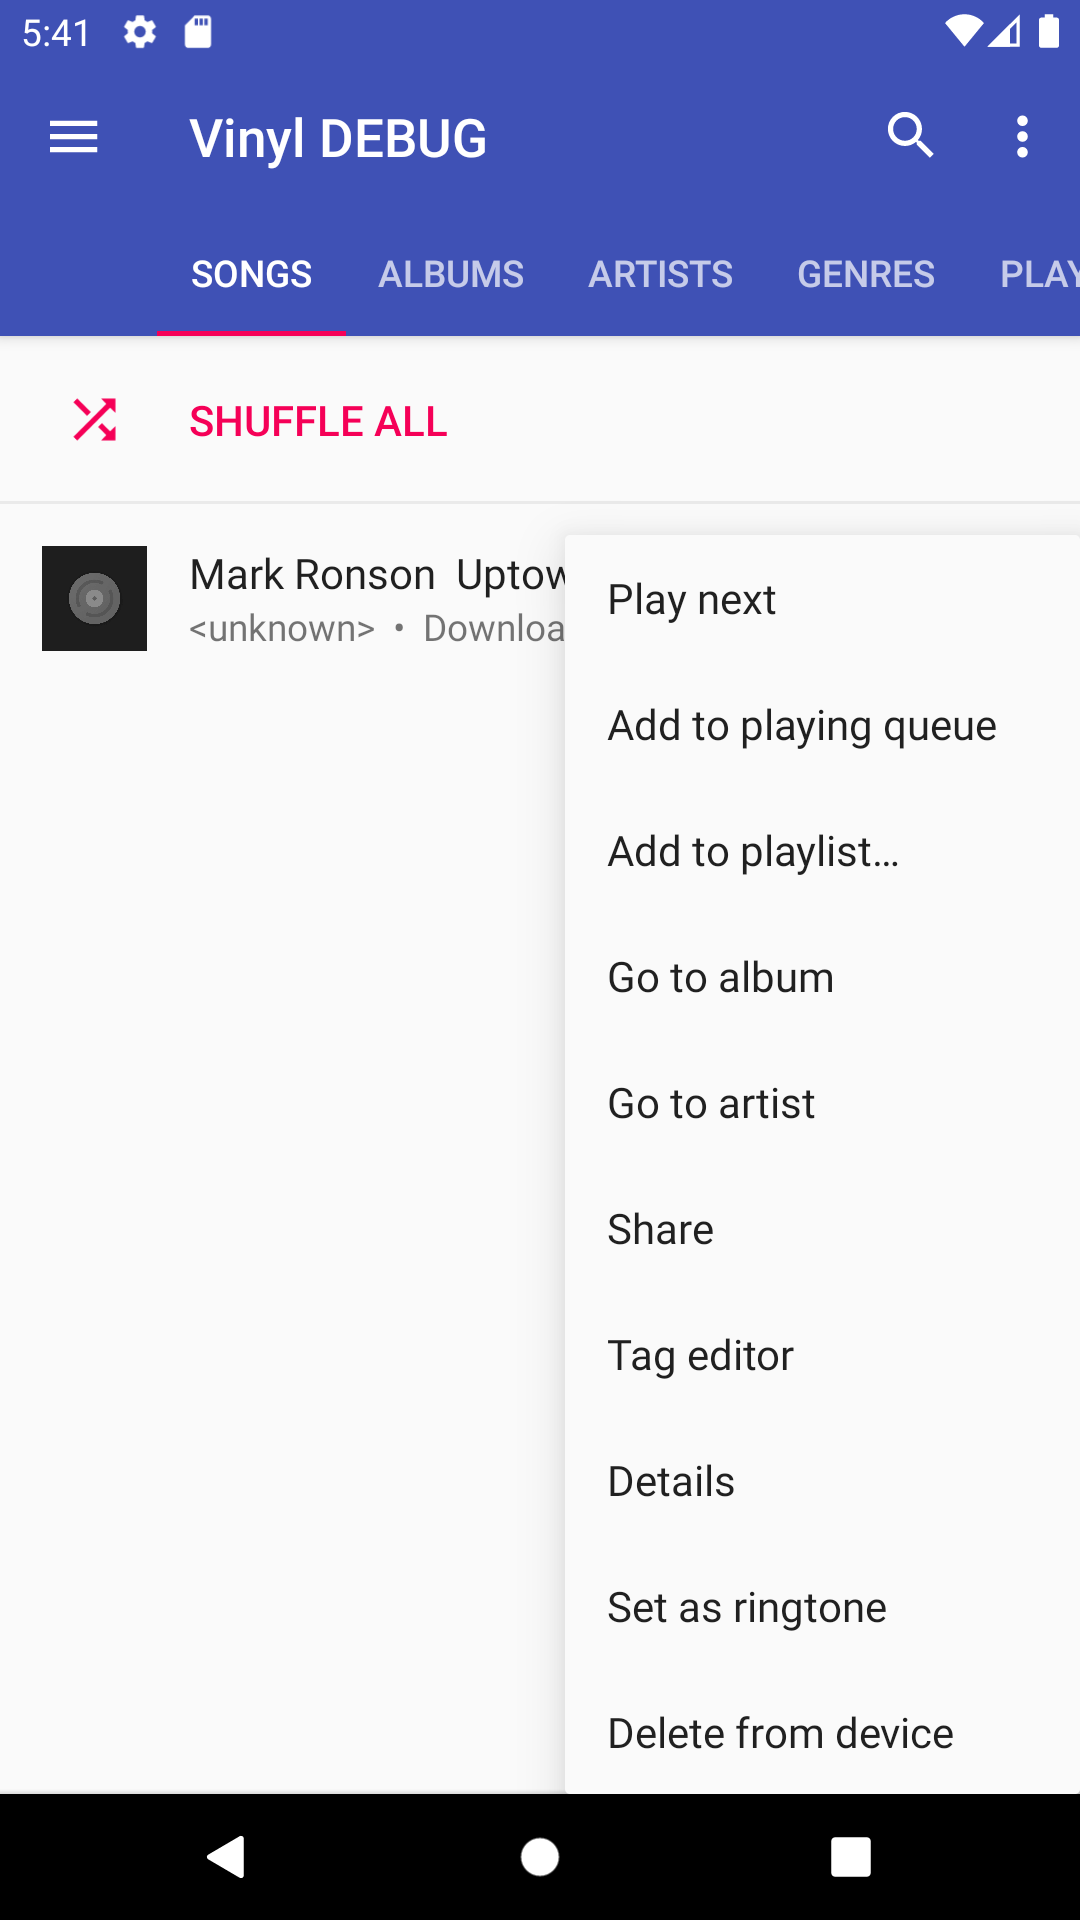 5:41
Vinyl DEBUG
SONGS ALBUMS ARTISTS GENRES PLAY
SHUFFLE ALL
Mark Ronson Uptow
<unknown> • Downloa
Play next
Add to playing queue
Add to playlist…
Go to album
Go to artist
Share
Tag editor
Details
Set as ringtone
Delete from device